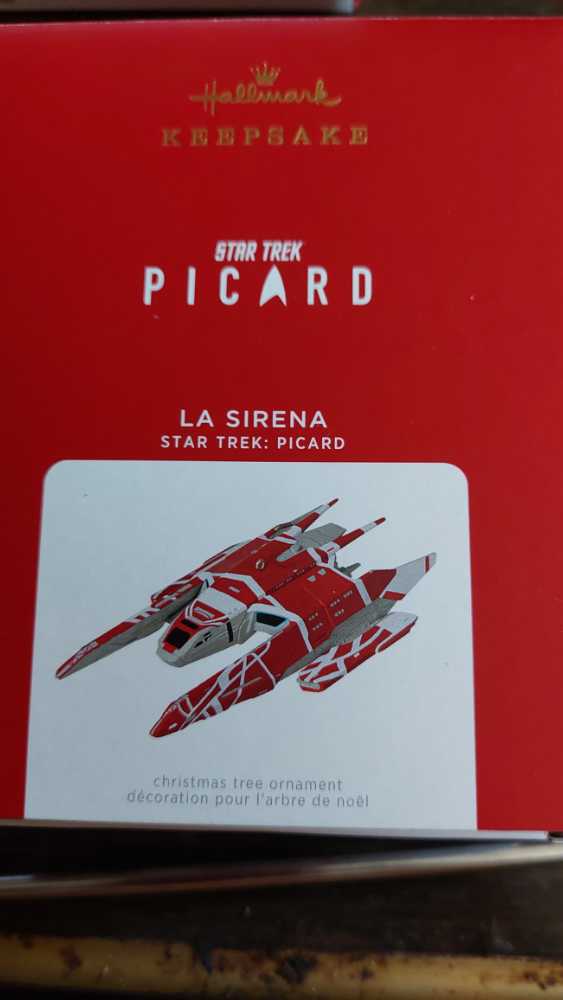 Hallmark
KEEPSAKE
STAR TREK
PICARD
LA SIRENA
STAR TREK: PICARD
christmas tree ornament
décoration pour l'arbre de noël